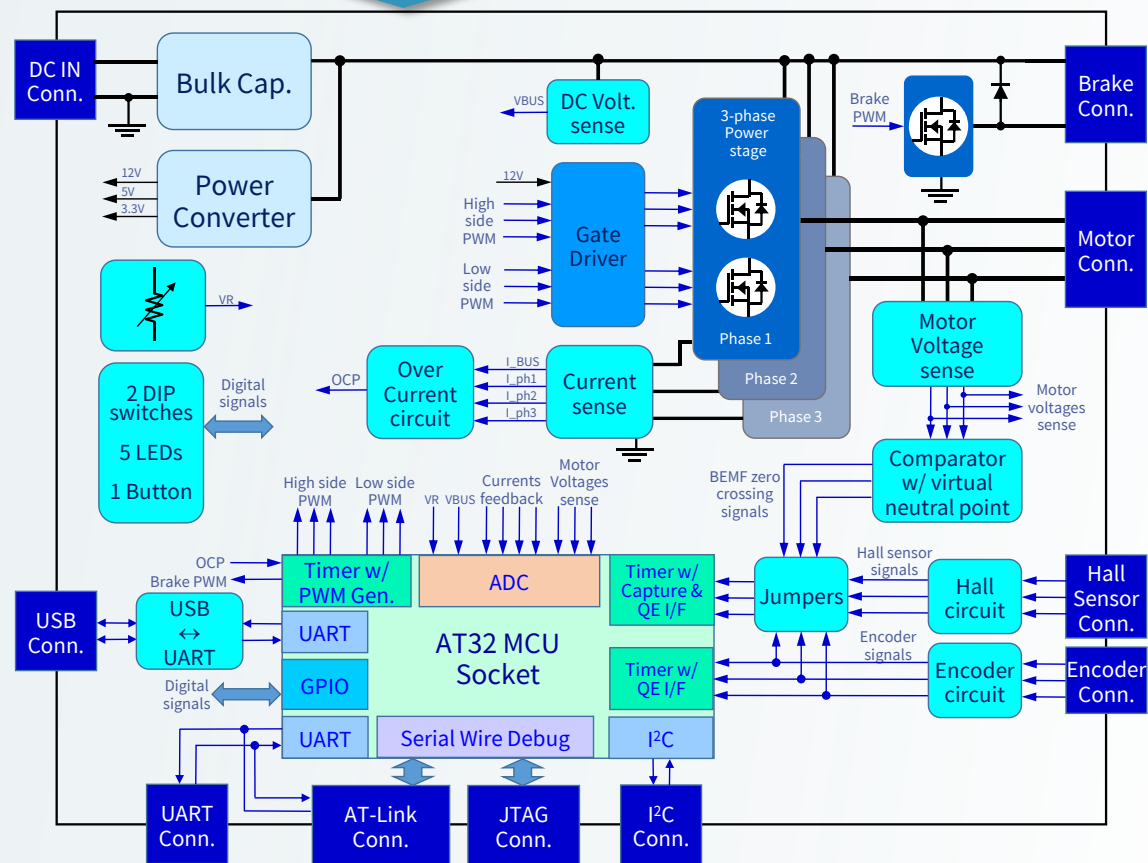 DC IN
Conn.
Bulk Cap.
VBUS
DC Volt.
sense
3-phase
Power
stage
Brake
PWM
Brake
Conn.
12V
5V
3.3V
Power
Converter
12V
High
side
PWM
Low
side
PWM
Gate
Driver
Phase 1
Phase 2
Phase 3
Motor
Conn.
VR
Motor
Voltage
sense
Motor
voltages
sense
2 DIP
switches
5 LEDs
1 Button
Digital
signals
OCP
Over
Current
circuit
I_BUS
I_ph1
I_ph2
I_ph3
Current
sense
Comparator
w/ virtual
neutral point
BEMF zero
crossing
signals
High side
PWM
Low side
PWM
VR
VBUS
Currents
feedback
Motor
Voltages
sense
OCP
Brake PWM
Timer w/
PWM Gen.
ADC
Timer w/
Capture &
QE I/F
Jumpers
Hall sensor
signals
Hall
circuit
Hall
Sensor
Conn.
USB
Conn.
USB
↔
UART
UART
AT32 MCU
Socket
Timer w/
QE I/F
Encoder
signals
Encoder
circuit
Encoder
Conn.
Digital
signals
GPIO
UART
Serial Wire Debug
I²C
UART
Conn.
AT-Link
Conn.
JTAG
Conn.
I²C
Conn.